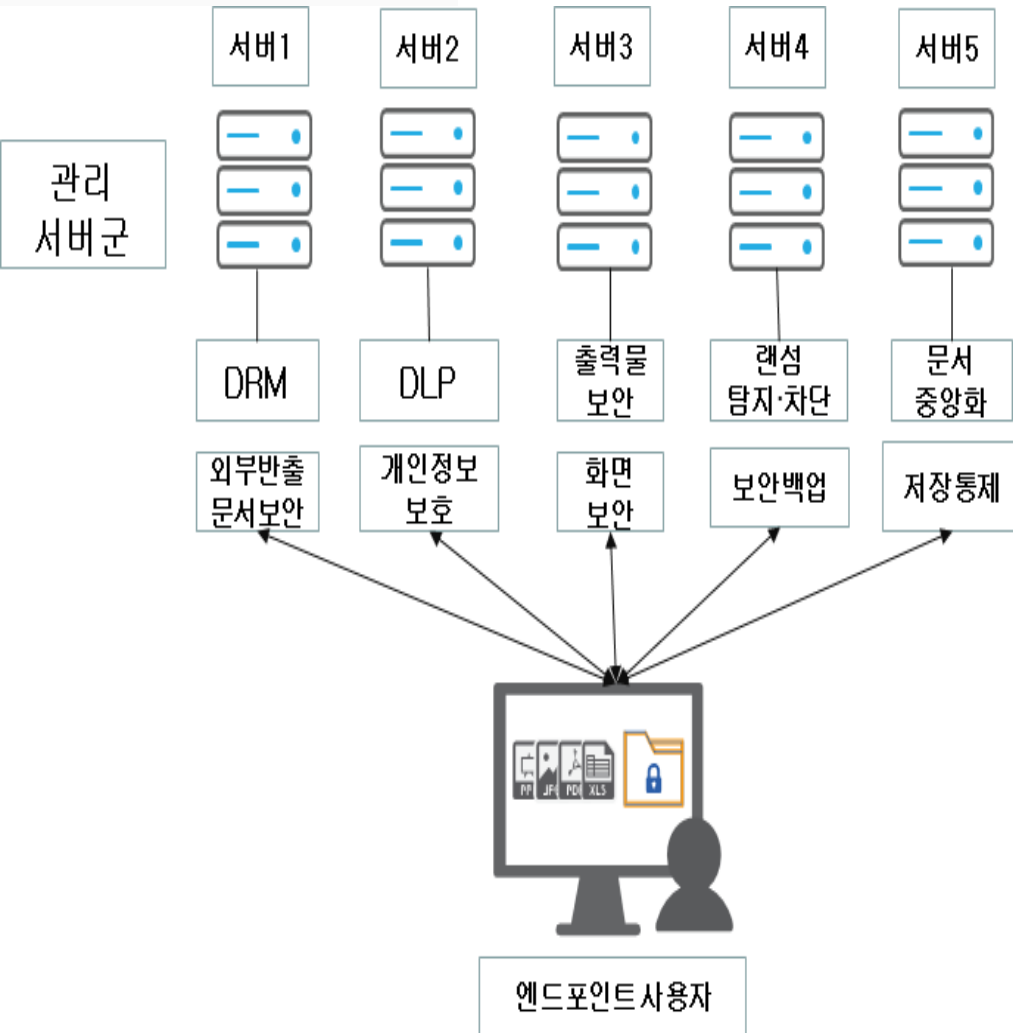 서버1
서버2
서버3
서버4
서버5
관리
서버군
DRM
DLP
출력물
보안
랜섬
탐지·차단
문서
중앙화
외부반출
문서보안
개인정보
보호
화면
보안
보안백업
저장통제
XLS
엔드포인트사용자